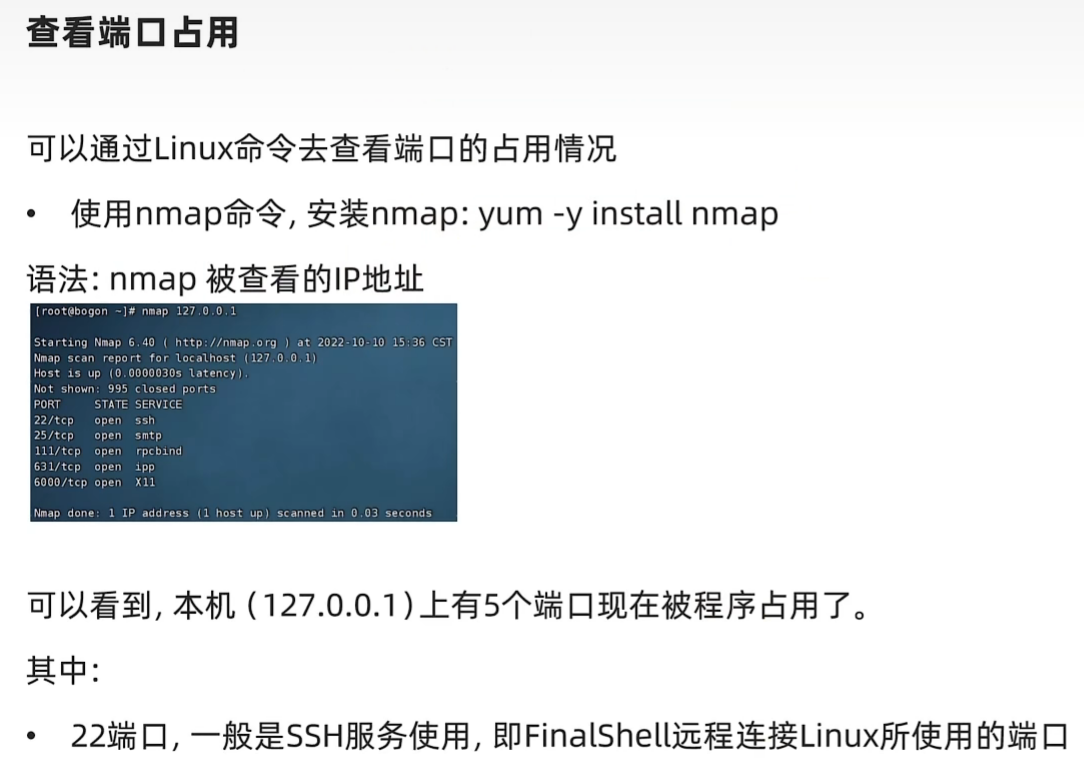 查看端口占用
可以通过Linux命令去查看端口的占用情况
• 使用nmap命令, 安装nmap: yum -y install nmap
语法: nmap 被查看的IP地址
[root@bogon ~]# nmap 127.0.0.1
Starting Nmap 6.40 ( http://nmap.org ) at 2022-10-10 15:36 CST
Nmap scan report for localhost (127.0.0.1)
Host is up (0.0000030s latency).
Not shown: 995 closed ports
PORT     STATE SERVICE
22/tcp   open  ssh
25/tcp   open  smtp
111/tcp  open  rpcbind
631/tcp  open  ipp
6000/tcp open  X11
Nmap done: 1 IP address (1 host up) scanned in 0.03 seconds
可以看到, 本机 ( 127.0.0.1 ) 上有5个端口现在被程序占用了。
其中:
• 22端口, 一般是SSH服务使用, 即FinalShell远程连接Linux所使用的端口